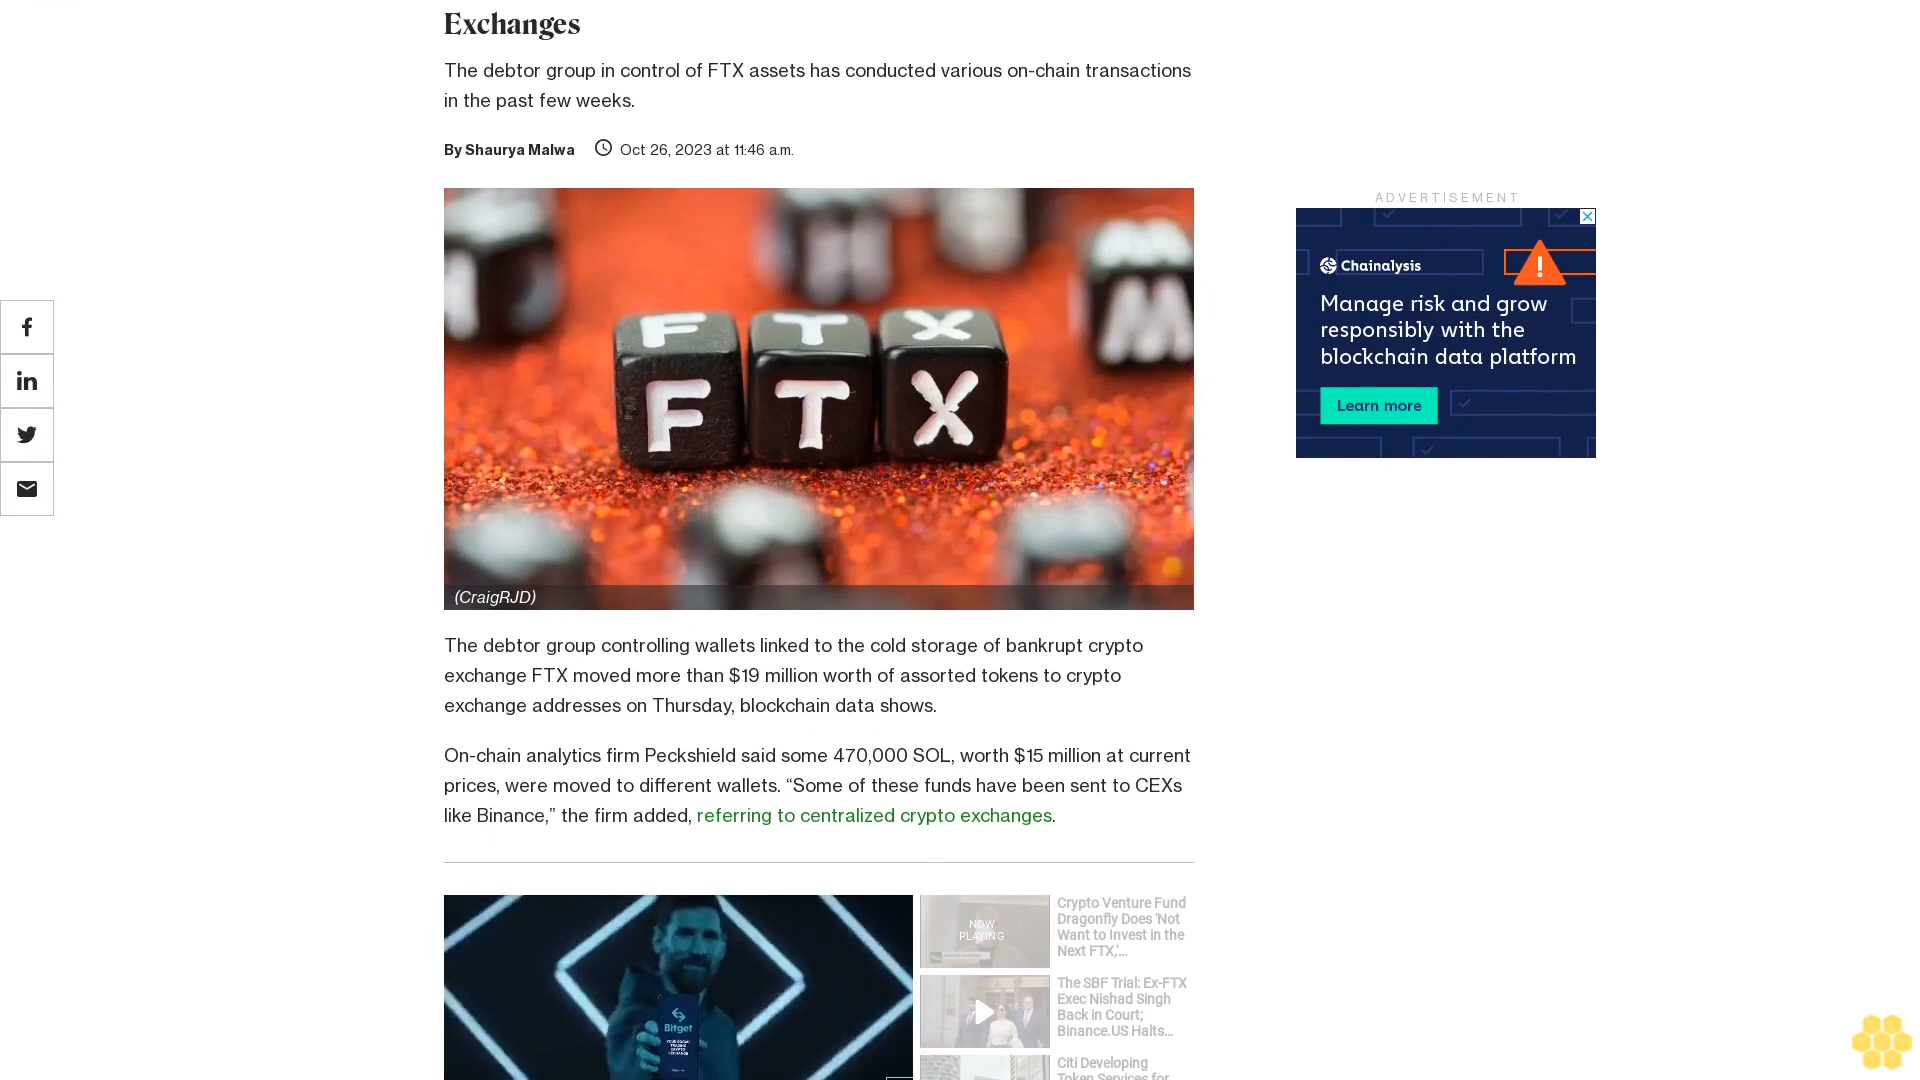 Exchanges
The debtor group in control of FTX assets has conducted various on-chain transactions
in the past few weeks.
By Shaurya Malwa Oct 26, 2023 at 11:46 a.m.
ADVERTISEMENT
Chainalysis
Manage risk and grow
responsibly with the
blockchain data platform
Learn more
F T X
F T X
M
(CraigRJD)
The debtor group controlling wallets linked to the cold storage of bankrupt crypto
exchange FTX moved more than $19 million worth of assorted tokens to crypto
exchange addresses on Thursday, blockchain data shows.
On-chain analytics firm Peckshield said some 470,000 SOL, worth $15 million at current
prices, were moved to different wallets. “Some of these funds have been sent to CEXs
like Binance,” the firm added, referring to centralized crypto exchanges.
Bitget
NOW
PLAYING
Crypto Venture Fund
Dragonfly Does ‘Not
Want to Invest in the
Next FTX,’...
The SBF Trial: Ex-FTX
Exec Nishad Singh
Back in Court;
Binance.US Halts...
Citi Developing
Token Services for